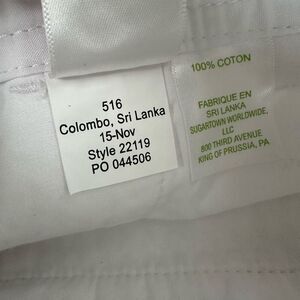 516
Colombo, Sri Lanka
15-Nov
Style 22119
PO 044506
100% COTON
FABRIQUE EN
SRI LANKA
SUGARTOWN WORLDWIDE,
LLC
800 THIRD AVENUE
KING OF PRUSSIA, PA